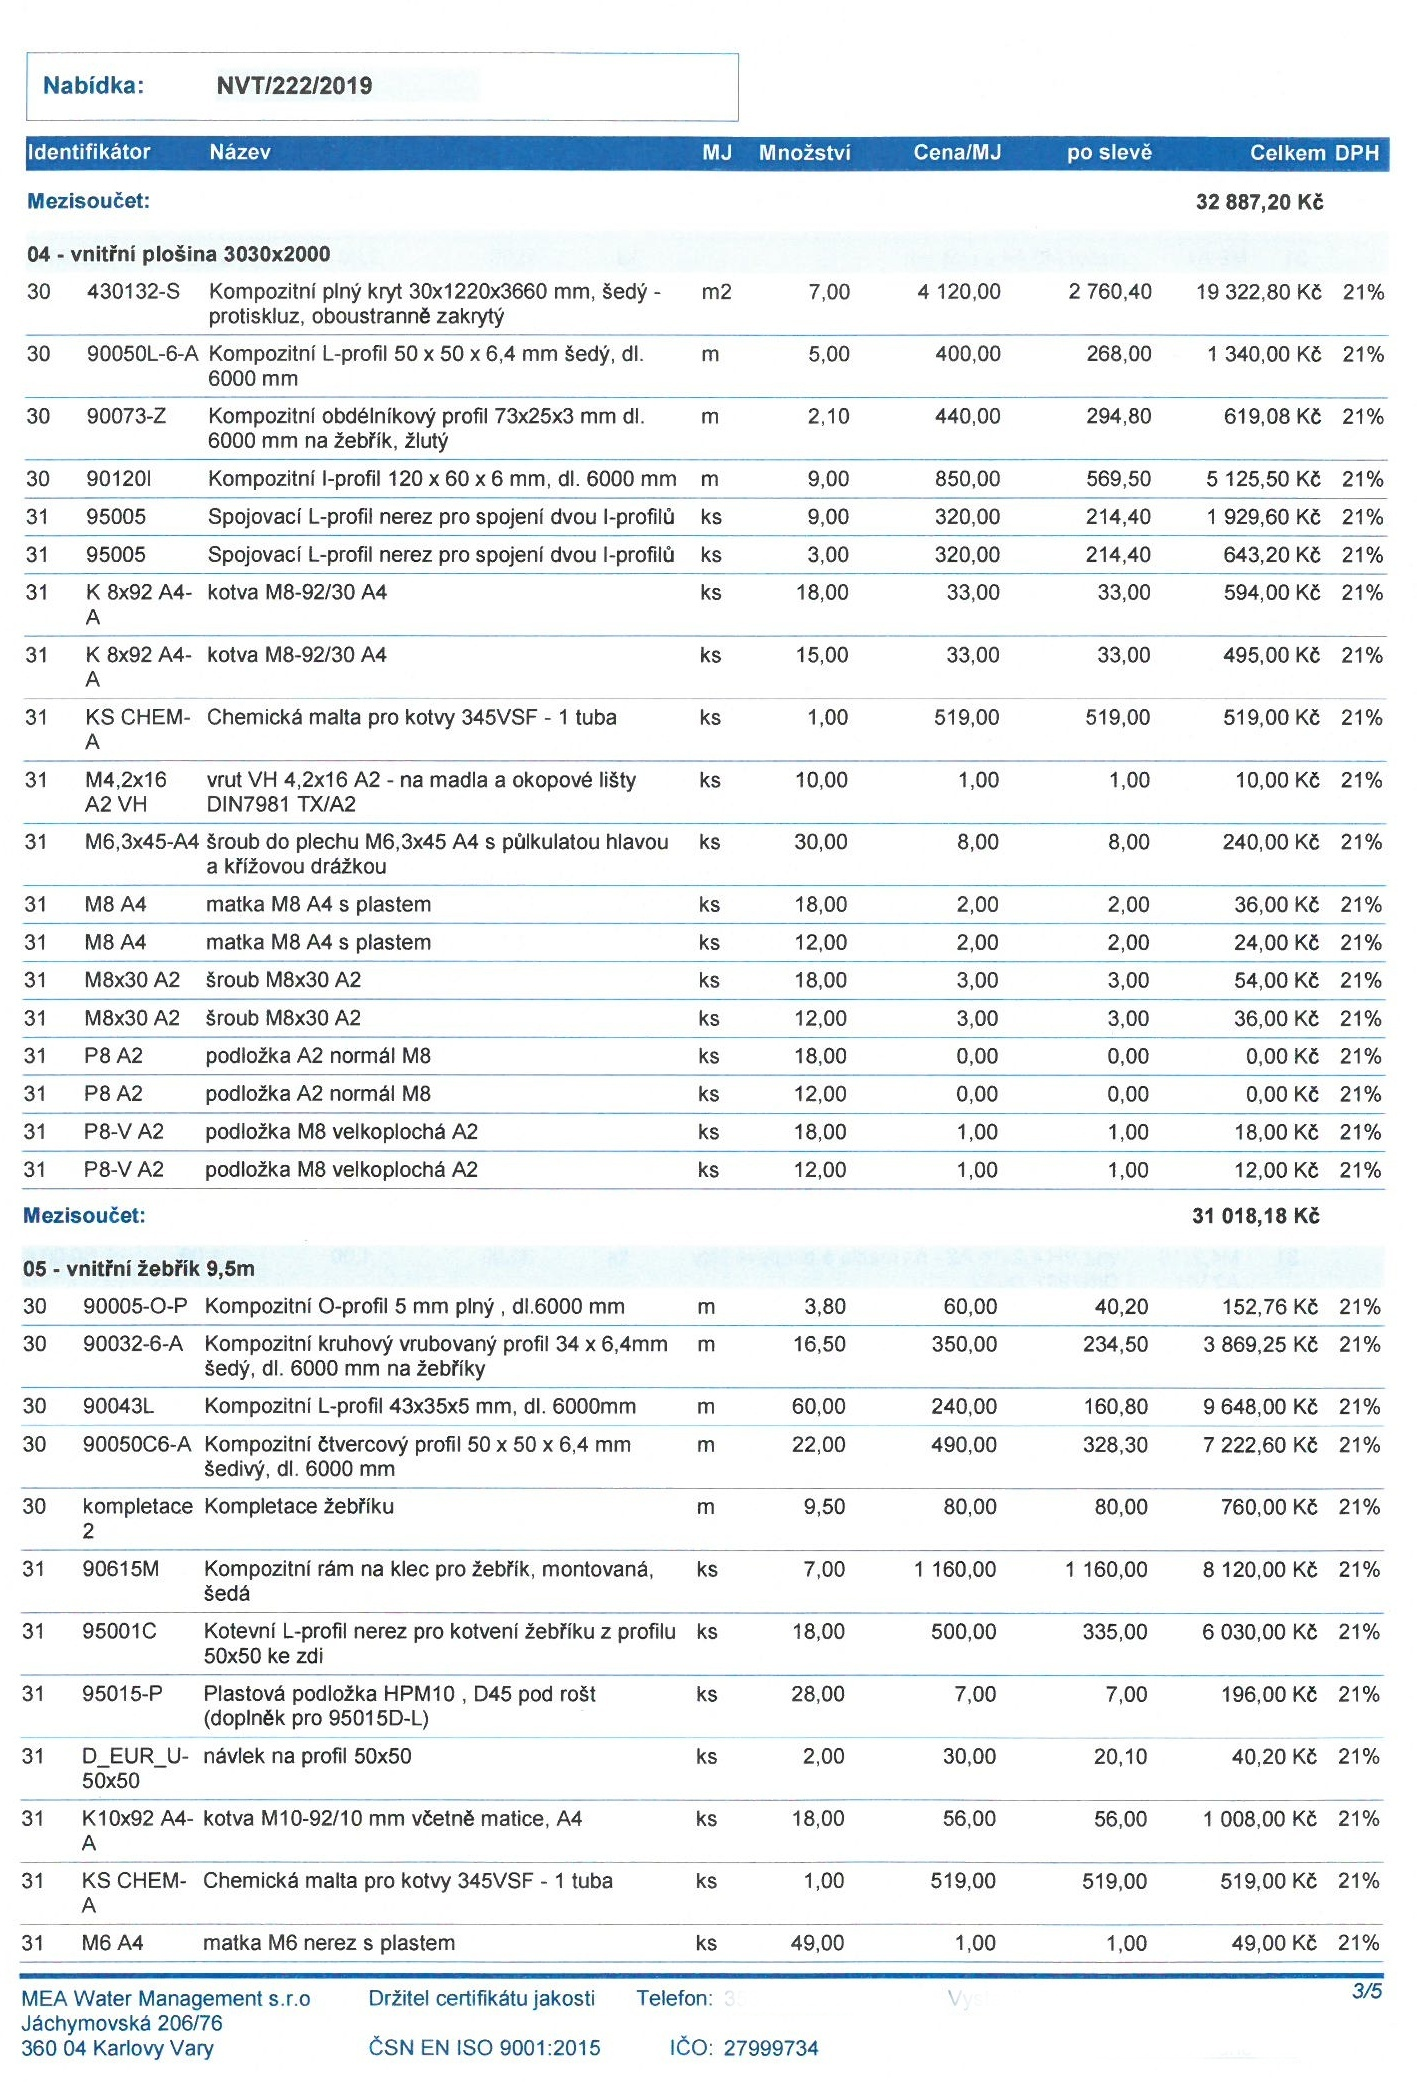 Nabídka: NVT/222/2019
Identifikátor Název MJ Množství Cena/MJ po slevě Celkem DPH
Mezisoučet: 32 887,20 Kč
04 - vnitřní plošina 3030x2000
30 430132-S Kompozitní plný kryt 30x1220x3660 mm, šedý - m2 7,00 4 120,00 2 760,40 19 322,80 Kč 21%
protiskluz, oboustranně zakrytý
30 90050L-6-A Kompozitní L-profil 50 x 50 x 6,4 mm šedý, dl. m 5,00 400,00 268,00 1 340,00 Kč 21%
6000 mm
30 90073-Z Kompozitní obdélníkový profil 73x25x3 mm dl. m 2,10 440,00 294,80 619,08 Kč 21%
6000 mm na žebřík, žlutý
30 90120I Kompozitní I-profil 120 x 60 x 6 mm, dl. 6000 mm m 9,00 850,00 569,50 5 125,50 Kč 21%
31 95005 Spojovací L-profil nerez pro spojení dvou I-profilů ks 9,00 320,00 214,40 1 929,60 Kč 21%
31 95005 Spojovací L-profil nerez pro spojení dvou I-profilů ks 3,00 320,00 214,40 643,20 Kč 21%
31 K 8x92 A4- kotva M8-92/30 A4 ks 18,00 33,00 33,00 594,00 Kč 21%
A
31 K 8x92 A4- kotva M8-92/30 A4 ks 15,00 33,00 33,00 495,00 Kč 21%
A
31 KS CHEM- Chemická malta pro kotvy 345VSF - 1 tuba ks 1,00 519,00 519,00 519,00 Kč 21%
A
31 M4,2x16 vrut VH 4,2x16 A2 - na madla a okopové lišty ks 10,00 1,00 1,00 10,00 Kč 21%
A2 VH DIN7981 TX/A2
31 M6,3x45-A4 šroub do plechu M6,3x45 A4 s půlkulatou hlavou ks 30,00 8,00 8,00 240,00 Kč 21%
a křížovou drážkou
31 M8 A4 matka M8 A4 s plastem ks 18,00 2,00 2,00 36,00 Kč 21%
31 M8 A4 matka M8 A4 s plastem ks 12,00 2,00 2,00 24,00 Kč 21%
31 M8x30 A2 šroub M8x30 A2 ks 18,00 3,00 3,00 54,00 Kč 21%
31 M8x30 A2 šroub M8x30 A2 ks 12,00 3,00 3,00 36,00 Kč 21%
31 P8 A2 podložka A2 normál M8 ks 18,00 0,00 0,00 0,00 Kč 21%
31 P8 A2 podložka A2 normál M8 ks 12,00 0,00 0,00 0,00 Kč 21%
31 P8-V A2 podložka M8 velkoplochá A2 ks 18,00 1,00 1,00 18,00 Kč 21%
31 P8-V A2 podložka M8 velkoplochá A2 ks 12,00 1,00 1,00 12,00 Kč 21%
Mezisoučet: 31 018,18 Kč
05 - vnitřní žebřík 9,5m
30 90005-O-P Kompozitní O-profil 5 mm plný , dl.6000 mm m 3,80 60,00 40,20 152,76 Kč 21%
30 90032-6-A Kompozitní kruhový vrubovaný profil 34 x 6,4mm m 16,50 350,00 234,50 3 869,25 Kč 21%
šedý, dl. 6000 mm na žebříky
30 90043L Kompozitní L-profil 43x35x5 mm, dl. 6000mm m 60,00 240,00 160,80 9 648,00 Kč 21%
30 90050C6-A Kompozitní čtvercový profil 50 x 50 x 6,4 mm m 22,00 490,00 328,30 7 222,60 Kč 21%
šedivý, dl. 6000 mm
30 kompletace Kompletace žebříku m 9,50 80,00 80,00 760,00 Kč 21%
2
31 90615M Kompozitní rám na klec pro žebřík, montovaná, ks 7,00 1 160,00 1 160,00 8 120,00 Kč 21%
šedá
31 95001C Kotevní L-profil nerez pro kotvení žebříku z profilu ks 18,00 500,00 335,00 6 030,00 Kč 21%
50x50 ke zdi
31 95015-P Plastová podložka HPM10 , D45 pod rošt ks 28,00 7,00 7,00 196,00 Kč 21%
(doplněk pro 95015D-L)
31 D_EUR_U- návlek na profil 50x50 ks 2,00 30,00 20,10 40,20 Kč 21%
50x50
31 K10x92 A4- kotva M10-92/10 mm včetně matice, A4 ks 18,00 56,00 56,00 1 008,00 Kč 21%
A
31 KS CHEM- Chemická malta pro kotvy 345VSF - 1 tuba ks 1,00 519,00 519,00 519,00 Kč 21%
A
31 M6 A4 matka M6 nerez s plastem ks 49,00 1,00 1,00 49,00 Kč 21%
MEA Water Management s.r.o Držitel certifikátu jakosti Telefon: 3/5
Jáchymovská 206/76
360 04 Karlovy Vary ČSN EN ISO 9001:2015 IČO: 27999734